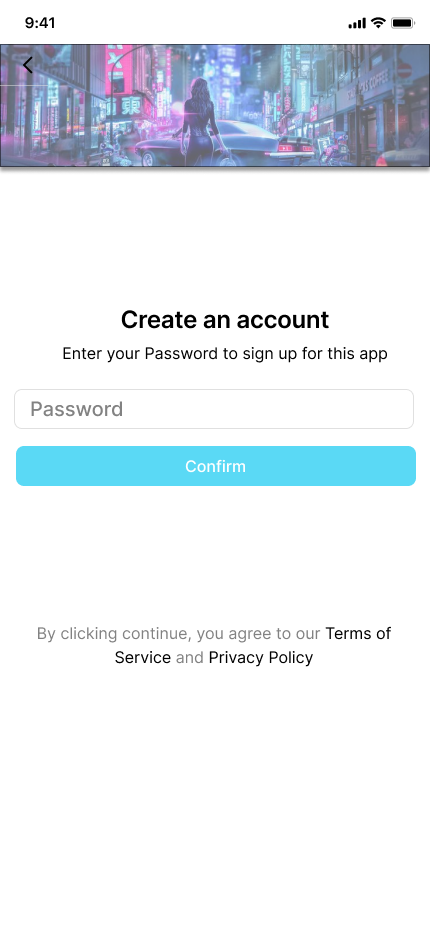 9:41
Create an account
Enter your Password to sign up for this app
Password
Confirm
By clicking continue, you agree to our Terms of
Service and Privacy Policy